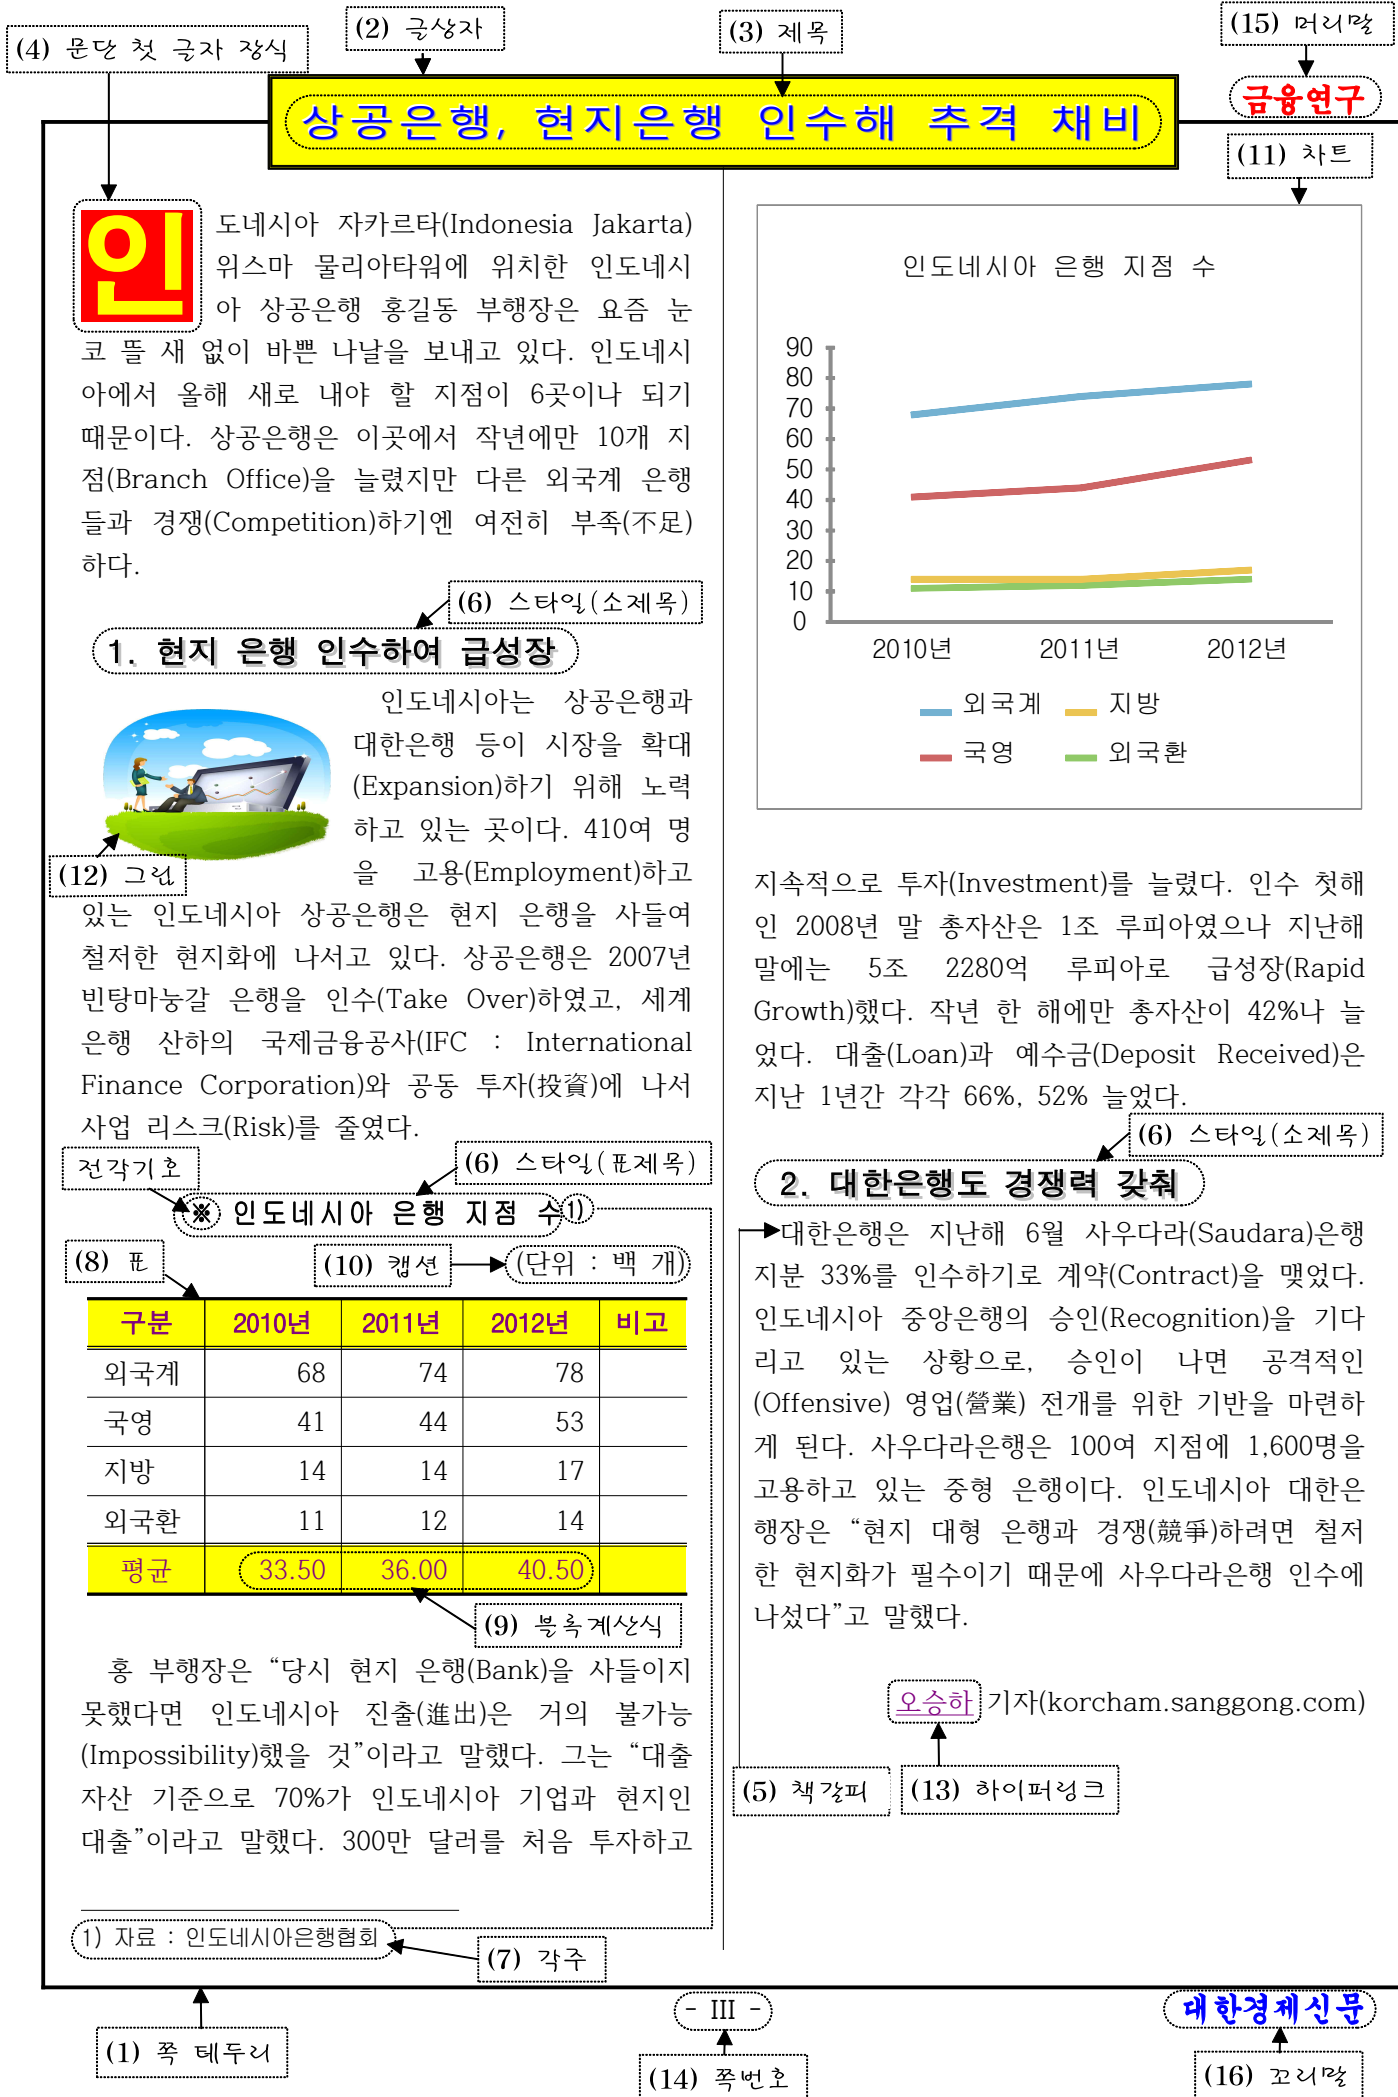 (4) 문단 첫 글자 장식
(2) 글상자
(3) 제목
(15) 머리말
금융연구
상공은행, 현지은행 인수해 추격 채비
(11) 차트
인
도네시아 자카르타(Indonesia Jakarta)
위스마 물리아타워에 위치한 인도네시
아 상공은행 홍길동 부행장은 요즘 눈
코 뜰 새 없이 바쁜 나날을 보내고 있다. 인도네시
아에서 올해 새로 내야 할 지점이 6곳이나 되기
때문이다. 상공은행은 이곳에서 작년에만 10개 지
점(Branch Office)을 늘렸지만 다른 외국계 은행
들과 경쟁(Competition)하기엔 여전히 부족(不足)
하다.
(6) 스타일(소제목)
1. 현지 은행 인수하여 급성장
인도네시아는 상공은행과
대한은행 등이 시장을 확대
(Expansion)하기 위해 노력
하고 있는 곳이다. 410여 명
을 고용(Employment)하고
(12) 그림
있는 인도네시아 상공은행은 현지 은행을 사들여
철저한 현지화에 나서고 있다. 상공은행은 2007년
빈탕마눙갈 은행을 인수(Take Over)하였고, 세계
은행 산하의 국제금융공사(IFC : International
Finance Corporation)와 공동 투자(投資)에 나서
사업 리스크(Risk)를 줄였다.
전각기호
(6) 스타일(표제목)
※ 인도네시아 은행 지점 수1)
(8) 표
(10) 캡션
(단위 : 백 개)
구분 2010년 2011년 2012년 비고
외국계 68 74 78
국영 41 44 53
지방 14 14 17
외국환 11 12 14
평균 33.50 36.00 40.50
(9) 블록계산식
홍 부행장은 “당시 현지 은행(Bank)을 사들이지
못했다면 인도네시아 진출(進出)은 거의 불가능
(Impossibility)했을 것”이라고 말했다. 그는 “대출
자산 기준으로 70%가 인도네시아 기업과 현지인
대출”이라고 말했다. 300만 달러를 처음 투자하고
1) 자료 : 인도네시아은행협회
(7) 각주
인도네시아 은행 지점 수
90
80
70
60
50
40
30
20
10
0
2010년 2011년 2012년
외국계 지방
국영 외국환
지속적으로 투자(Investment)를 늘렸다. 인수 첫해
인 2008년 말 총자산은 1조 루피아였으나 지난해
말에는 5조 2280억 루피아로 급성장(Rapid
Growth)했다. 작년 한 해에만 총자산이 42%나 늘
었다. 대출(Loan)과 예수금(Deposit Received)은
지난 1년간 각각 66%, 52% 늘었다.
(6) 스타일(소제목)
2. 대한은행도 경쟁력 갖춰
대한은행은 지난해 6월 사우다라(Saudara)은행
지분 33%를 인수하기로 계약(Contract)을 맺었다.
인도네시아 중앙은행의 승인(Recognition)을 기다
리고 있는 상황으로, 승인이 나면 공격적인
(Offensive) 영업(營業) 전개를 위한 기반을 마련하
게 된다. 사우다라은행은 100여 지점에 1,600명을
고용하고 있는 중형 은행이다. 인도네시아 대한은
행장은 “현지 대형 은행과 경쟁(競爭)하려면 철저
한 현지화가 필수이기 때문에 사우다라은행 인수에
나섰다”고 말했다.
오승하 기자(korcham.sanggong.com)
(5) 책갈피
(13) 하이퍼링크
- III -
대한경제신문
(1) 쪽 테두리
(14) 쪽번호
(16) 꼬리말